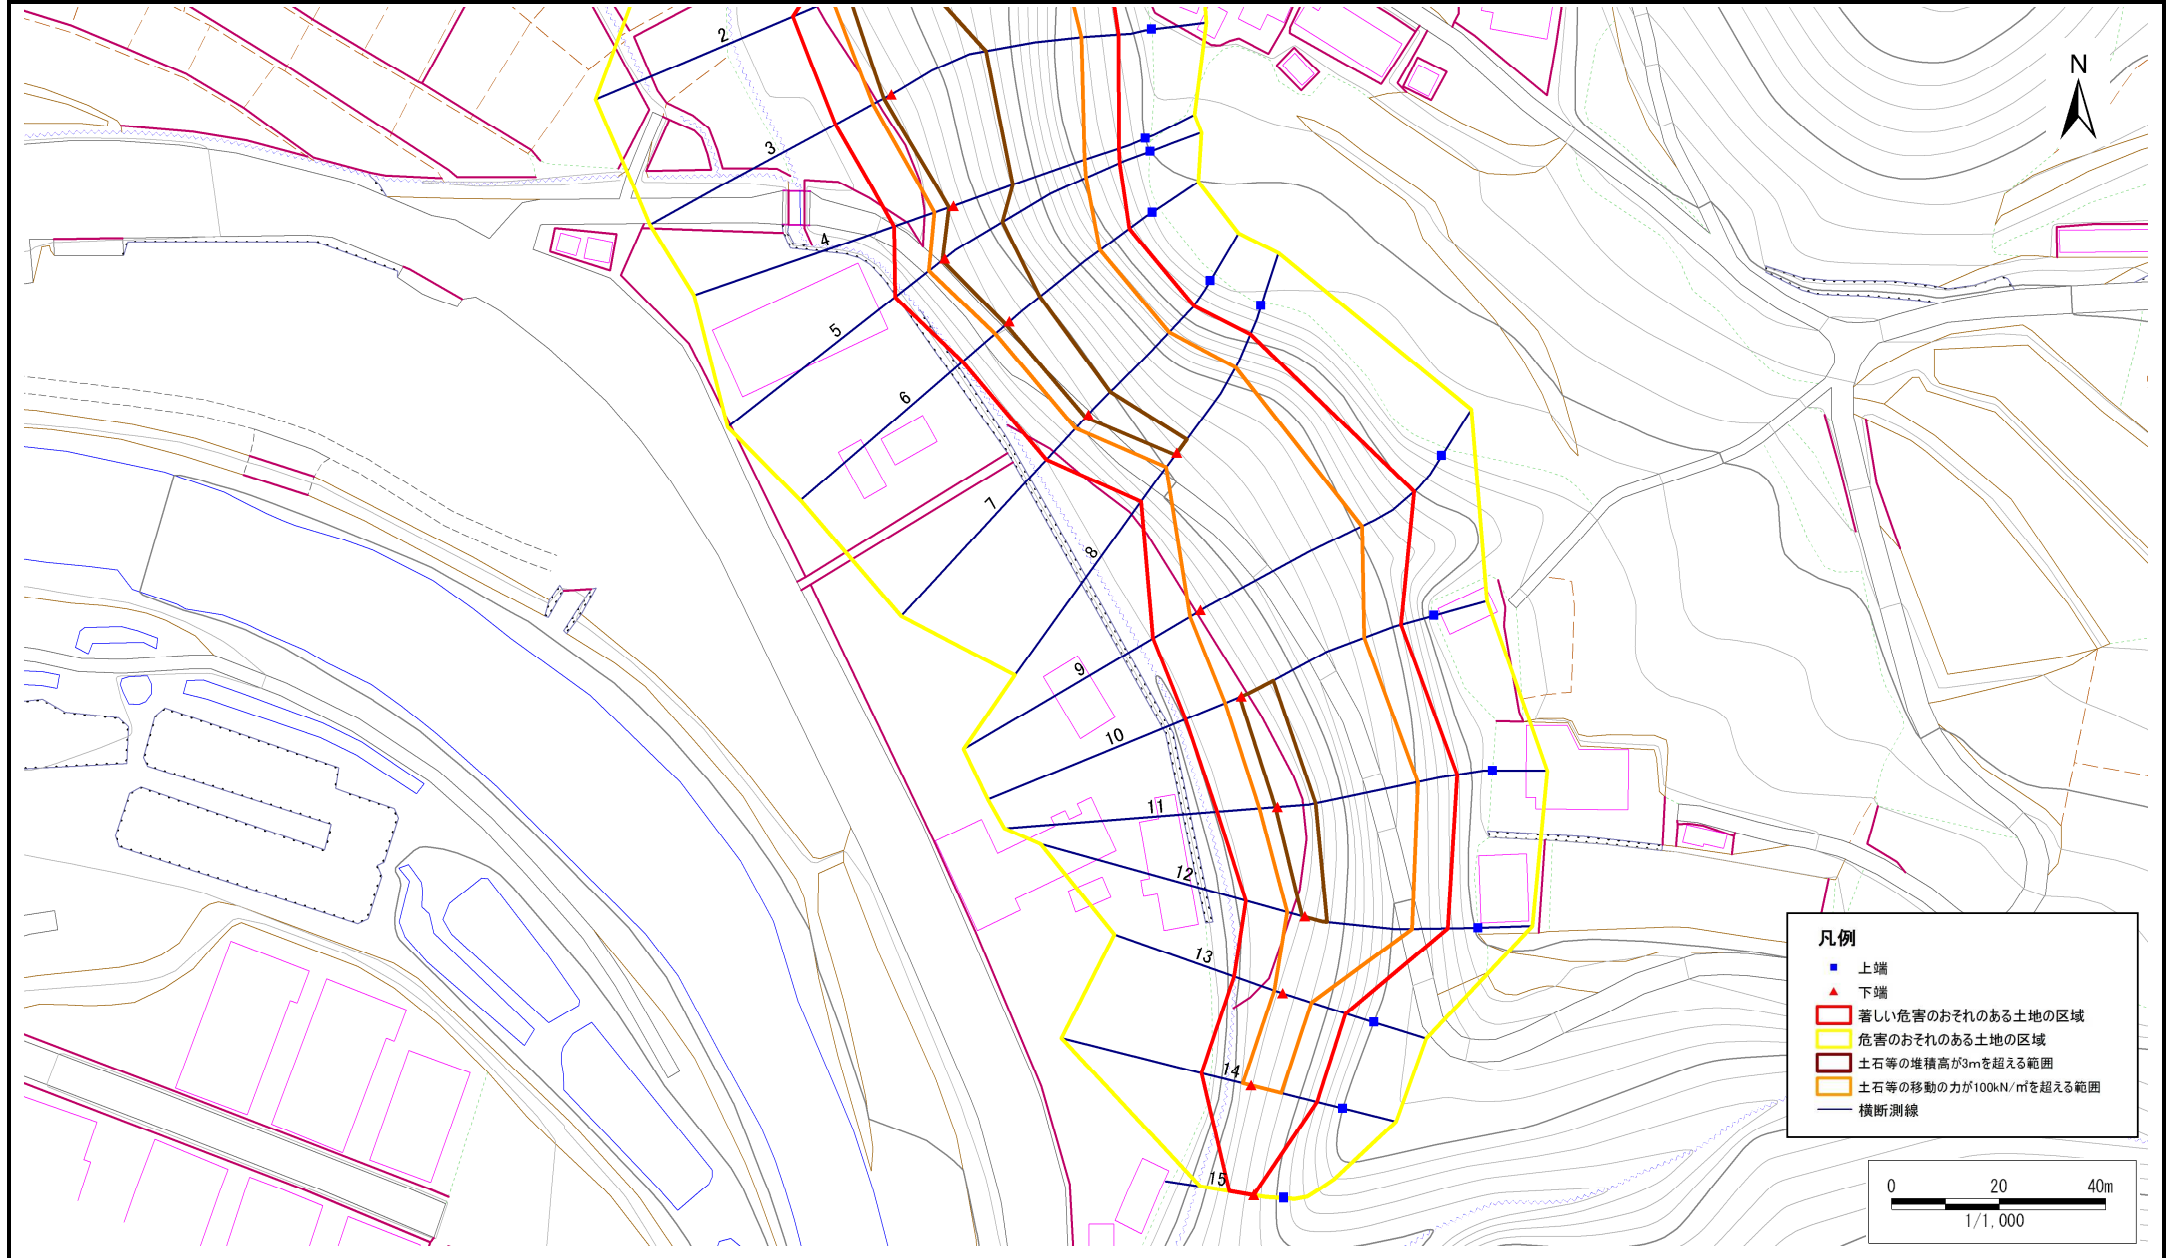 2
N
3
4
5
6
7
8
9
10
11
12
13
14
15
凡例
上端
下端
著しい危害のおそれのある土地の区域
危害のおそれのある土地の区域
土石等の堆積高が3mを超える範囲
土石等の移動の力が100kN/㎡を超える範囲
横断測線
0 20 40m
1/1,000